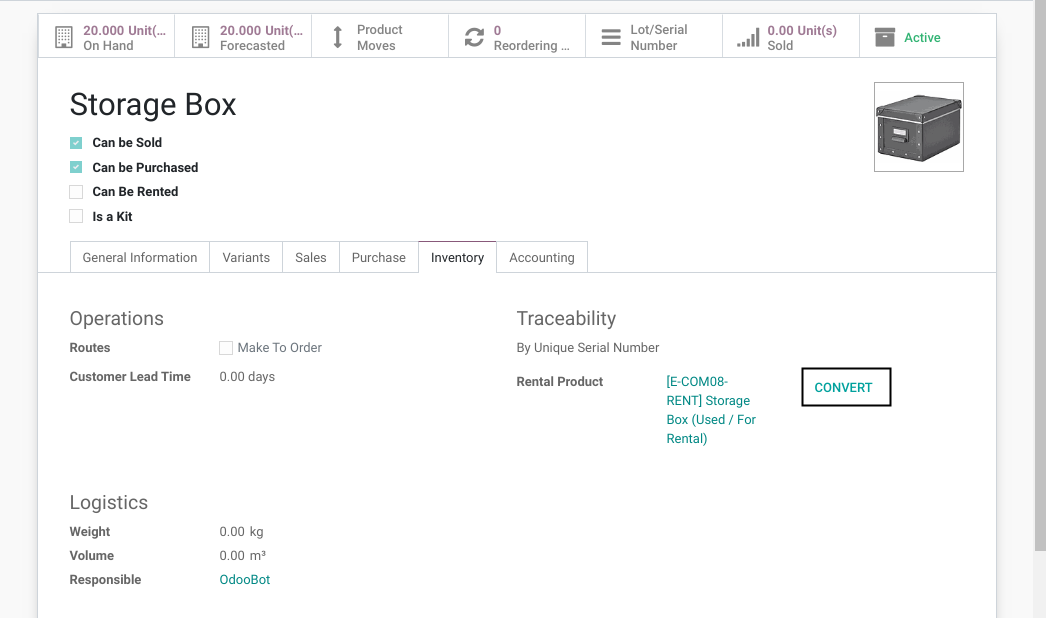 20.000 Unit(...
On Hand
20.000 Unit(...
Forecasted
Product
Moves
0
Reordering ...
Lot/Serial
Number
0.00 Unit(s)
Sold
Active
Storage Box
Can be Sold
Can be Purchased
Can Be Rented
Is a Kit
General Information
Variants
Sales
Purchase
Inventory
Accounting
Operations
Routes
Make To Order
Customer Lead Time
0.00 days
Traceability
By Unique Serial Number
Rental Product
[E-COM08-
RENT] Storage
Box (Used / For
Rental)
CONVERT
Logistics
Weight
0.00 kg
Volume
0.00 m³
Responsible
OdooBot